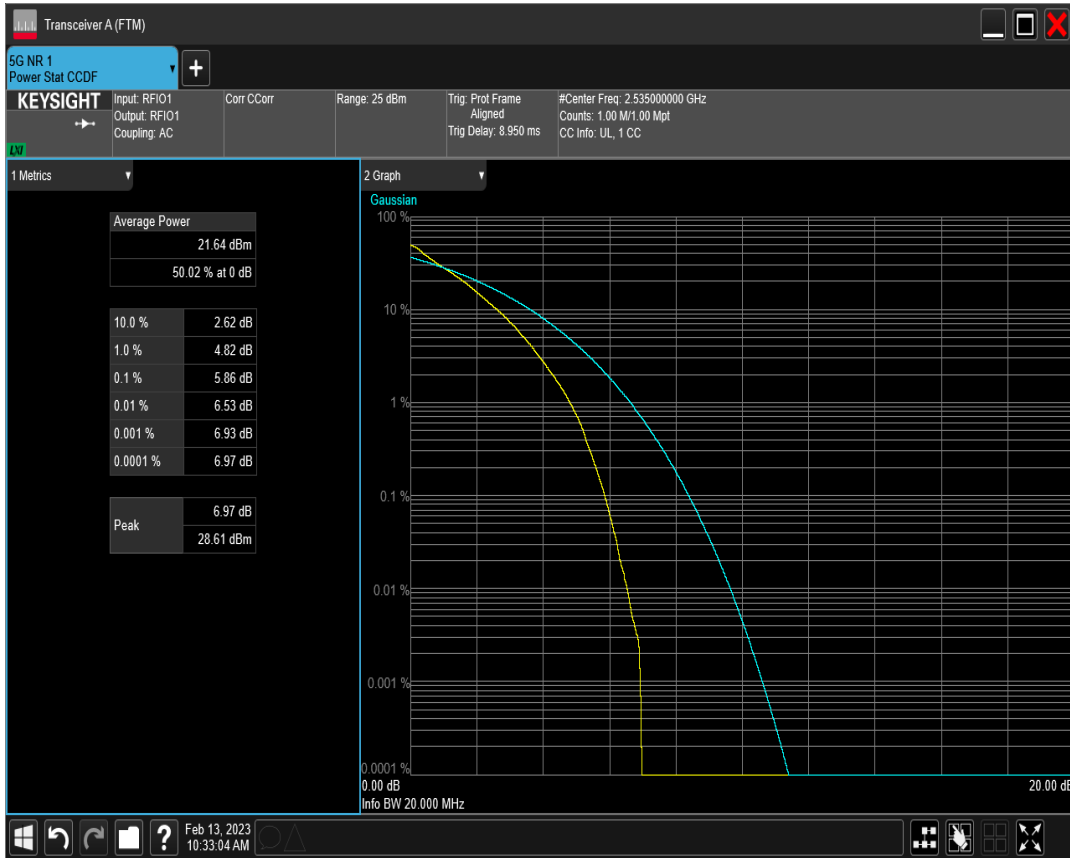 Transceiver A (FTM)
5G NR 1
Power Stat CCDF
+
KEYSIGHT
LXI
Input: RFIO1
Output: RFIO1
Coupling: AC
Corr CCorr
Range: 25 dBm
Trig: Prot Frame
Aligned
Trig Delay: 8.950 ms
#Center Freq: 2.535000000 GHz
Counts: 1.00 M/1.00 Mpt
CC Info: UL, 1 CC
1 Metrics
Average Power
21.64 dBm
50.02 % at 0 dB
10.0 % 2.62 dB
1.0 % 4.82 dB
0.1 % 5.86 dB
0.01 % 6.53 dB
0.001 % 6.93 dB
0.0001 % 6.97 dB
Peak
6.97 dB
28.61 dBm
2 Graph
Gaussian
100 %
10 %
1 %
0.1 %
0.01 %
0.001 %
0.0001 %
0.00 dB
20.00 dB
Info BW 20.000 MHz
?
Feb 13, 2023
10:33:04 AM